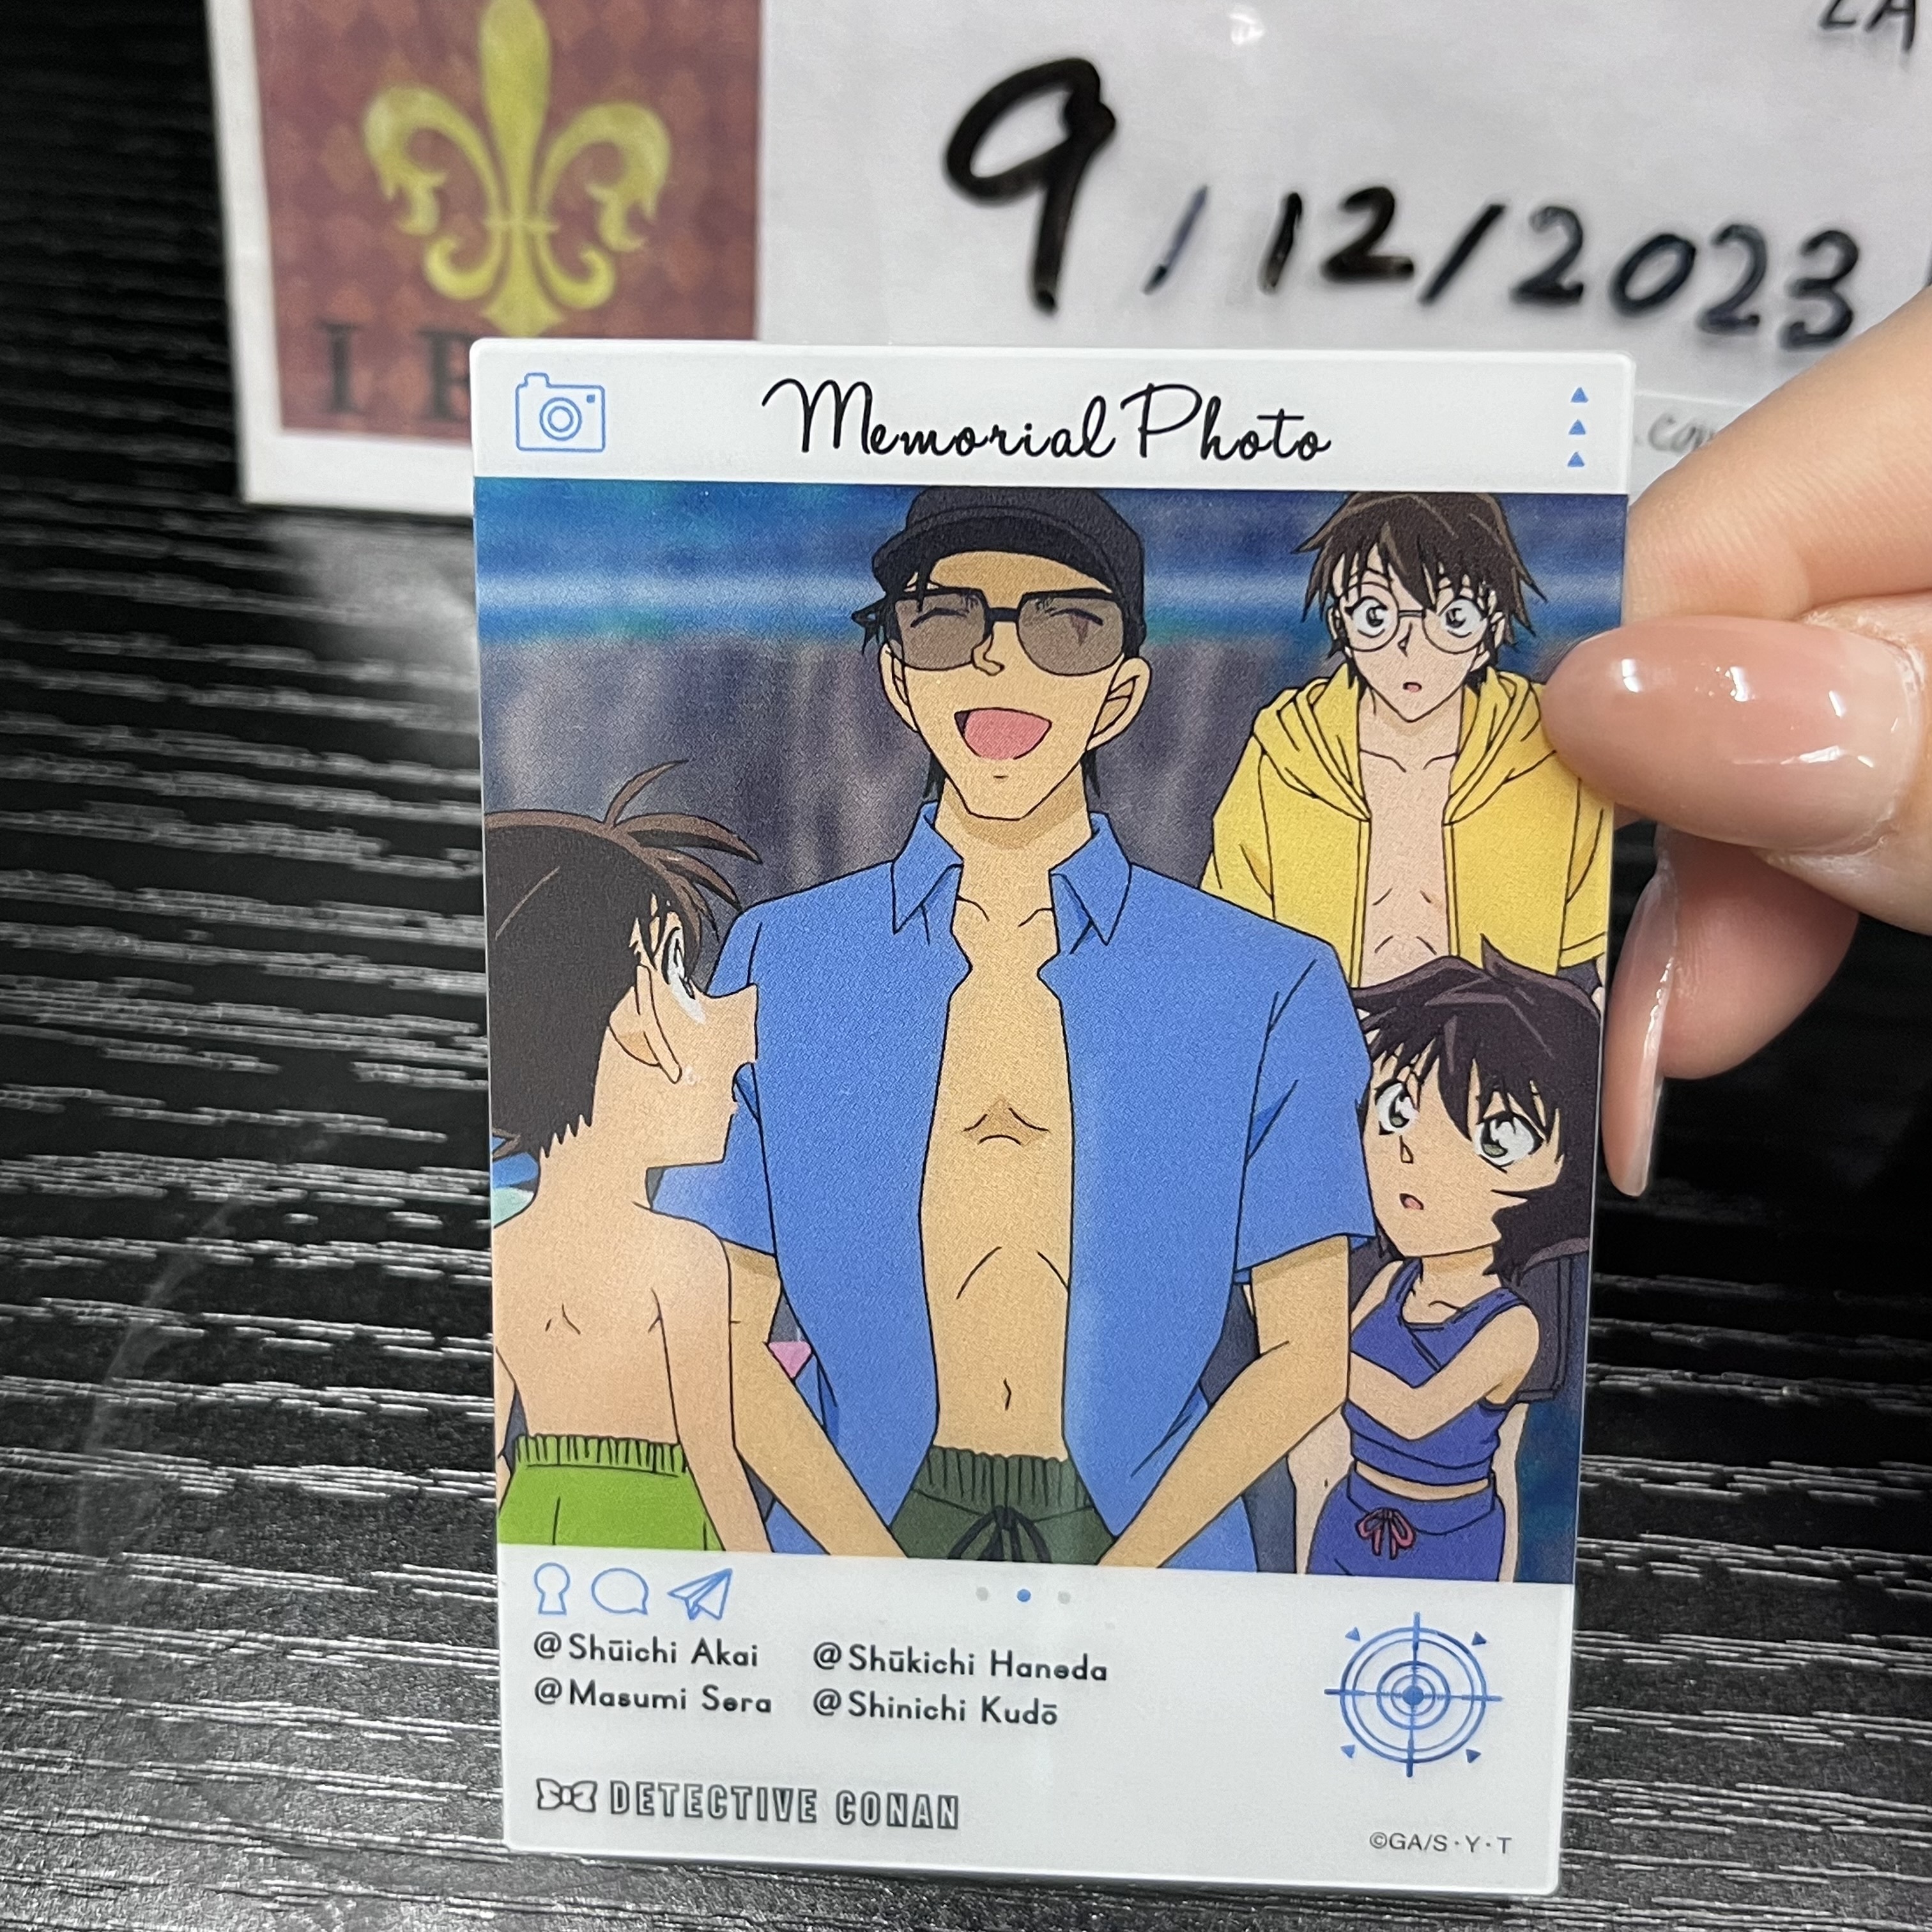 9/12/2023
Memorial Photo
@Shūichi Akai @Shūkichi Haneda
@Masumi Sera @Shinichi Kudō
DETECTIVE CONAN
©GA/S・Y・T